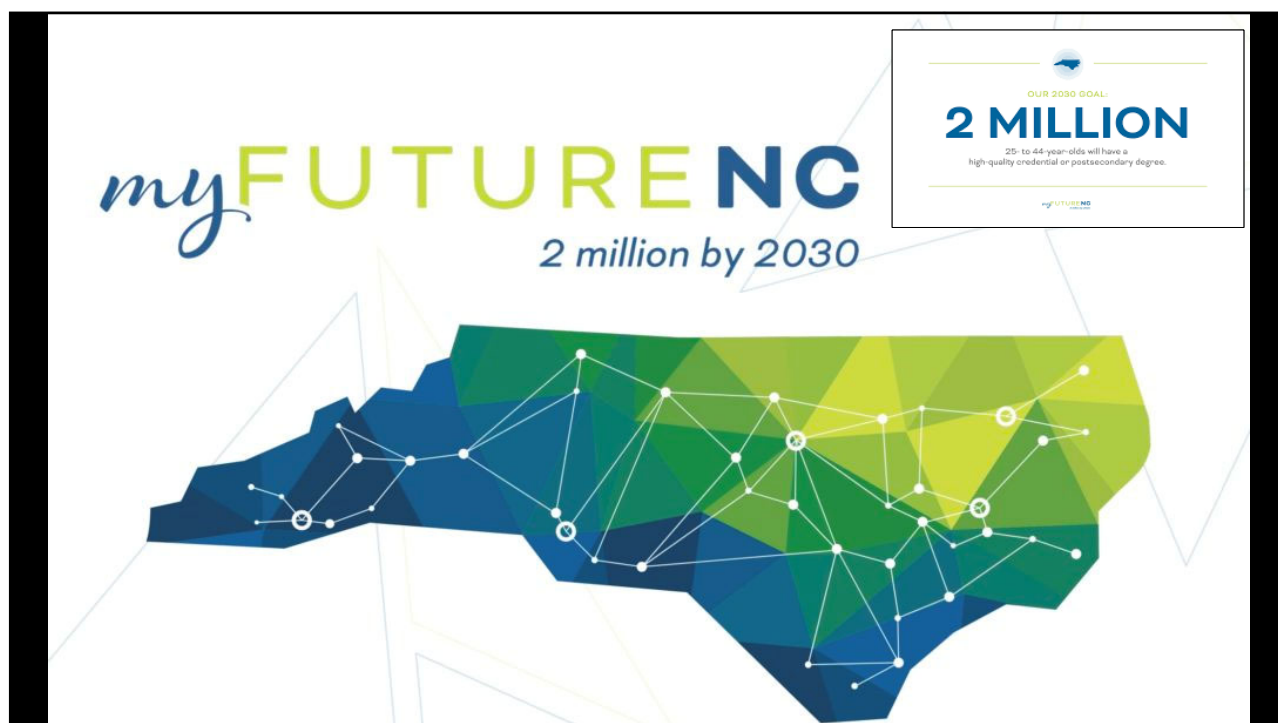 myFUTURENC
2 million by 2030
OUR 2030 GOAL:
2 MILLION
25- to 44-year-olds will have a
high-quality credential or postsecondary degree.
myFUTURENC